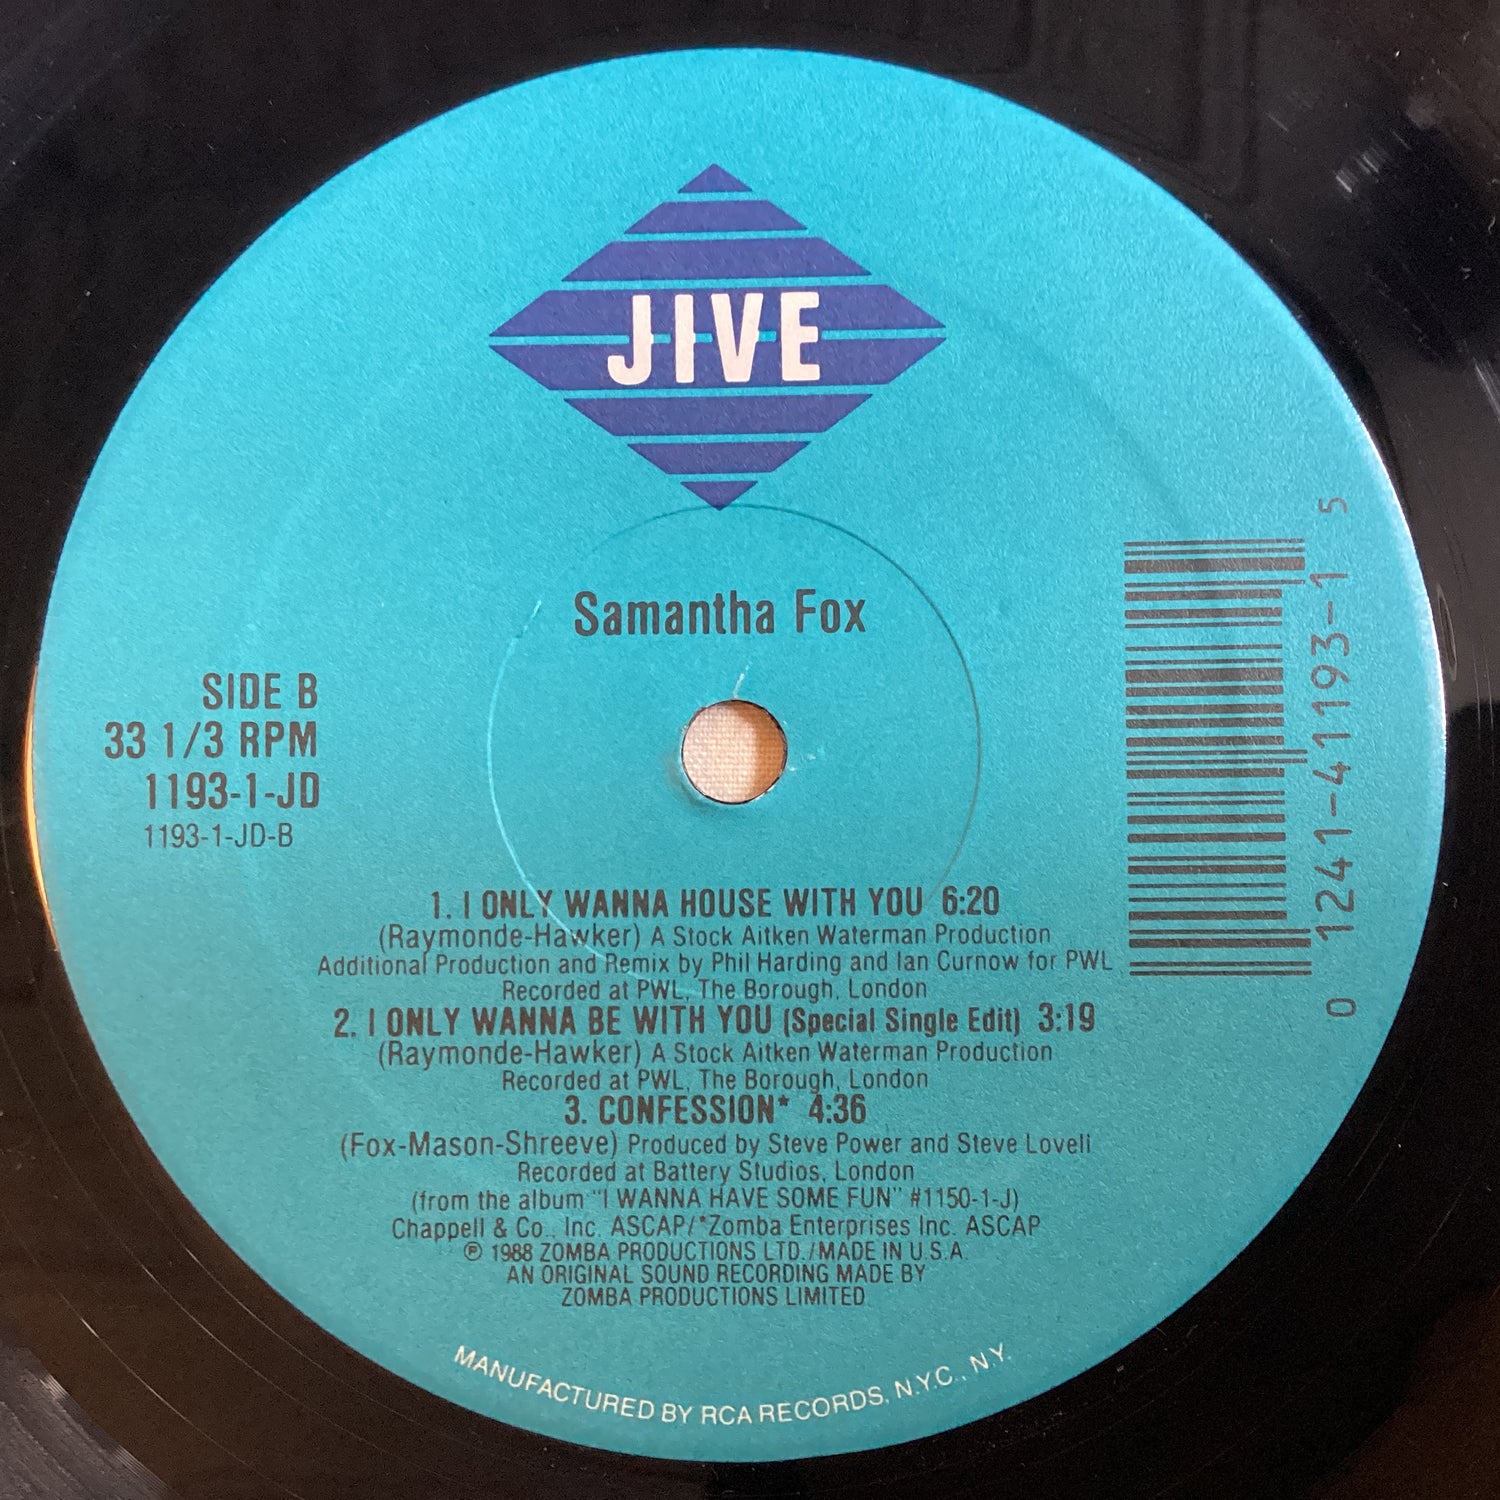 JIVE
Samantha Fox
SIDE B
33 1/3 RPM
1193-1-JD
1193-1-JD-B
0 1241-41193-1 5
1. I ONLY WANNA HOUSE WITH YOU 6:20
(Raymonde-Hawker) A Stock Aitken Waterman Production
Additional Production and Remix by Phil Harding and Ian Curnow for PWL
Recorded at PWL, The Borough, London
2. I ONLY WANNA BE WITH YOU (Special Single Edit) 3:19
(Raymonde-Hawker) A Stock Aitken Waterman Production
Recorded at PWL, The Borough, London
3. CONFESSION* 4:36
(Fox-Mason-Shreeve) Produced by Steve Power and Steve Lovell
Recorded at Battery Studios, London
(from the album "I WANNA HAVE SOME FUN" #1150-1-J)
Chappell & Co., Inc. ASCAP/*Zomba Enterprises Inc. ASCAP
℗ 1988 ZOMBA PRODUCTIONS LTD./MADE IN U.S.A.
AN ORIGINAL SOUND RECORDING MADE BY
ZOMBA PRODUCTIONS LIMITED
MANUFACTURED BY RCA RECORDS, N.Y.C., N.Y.